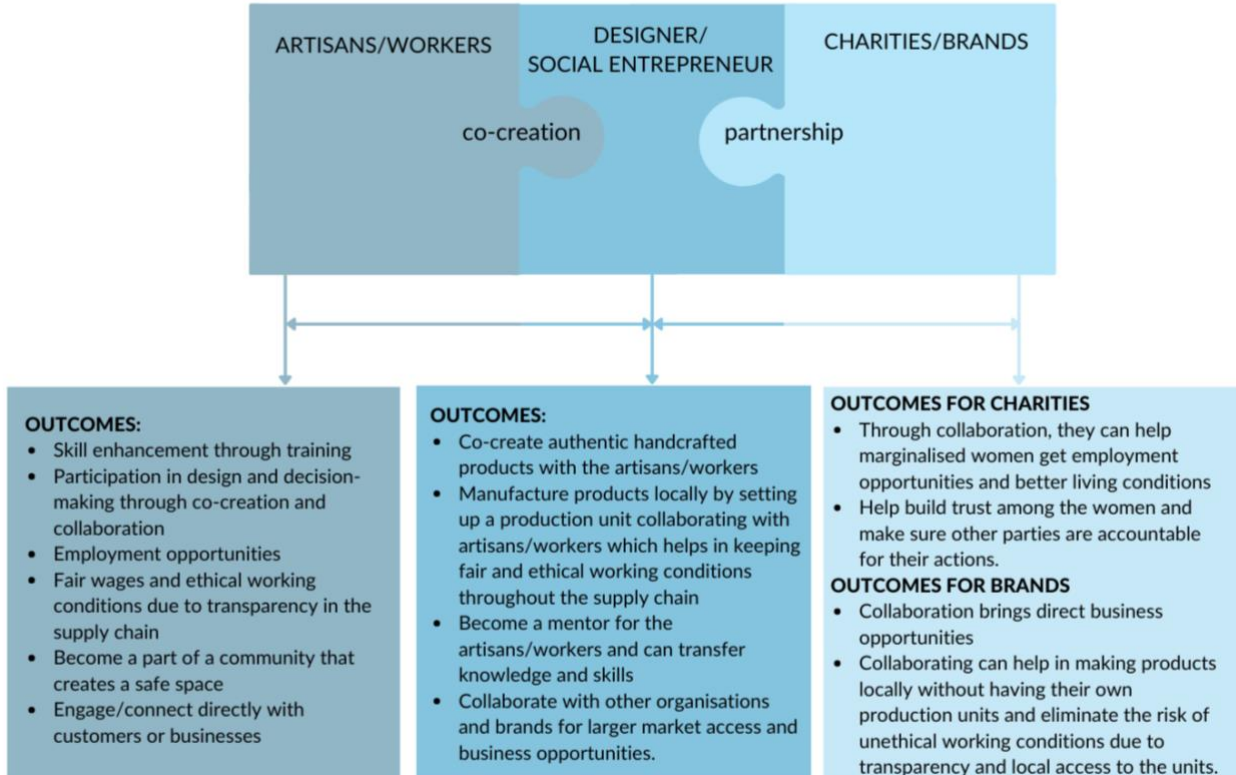 ARTISANS/WORKERS
DESIGNER/
SOCIAL ENTREPRENEUR
CHARITIES/BRANDS
co-creation
partnership
OUTCOMES:
• Skill enhancement through training
• Participation in design and decision-
making through co-creation and
collaboration
• Employment opportunities
• Fair wages and ethical working
conditions due to transparency in the
supply chain
• Become a part of a community that
creates a safe space
• Engage/connect directly with
customers or businesses
OUTCOMES:
• Co-create authentic handcrafted
products with the artisans/workers
• Manufacture products locally by setting
up a production unit collaborating with
artisans/workers which helps in keeping
fair and ethical working conditions
throughout the supply chain
• Become a mentor for the
artisans/workers and can transfer
knowledge and skills
• Collaborate with other organisations
and brands for larger market access and
business opportunities.
OUTCOMES FOR CHARITIES
• Through collaboration, they can help
marginalised women get employment
opportunities and better living conditions
• Help build trust among the women and
make sure other parties are accountable
for their actions.
OUTCOMES FOR BRANDS
• Collaboration brings direct business
opportunities
• Collaborating can help in making products
locally without having their own
production units and eliminate the risk of
unethical working conditions due to
transparency and local access to the units.